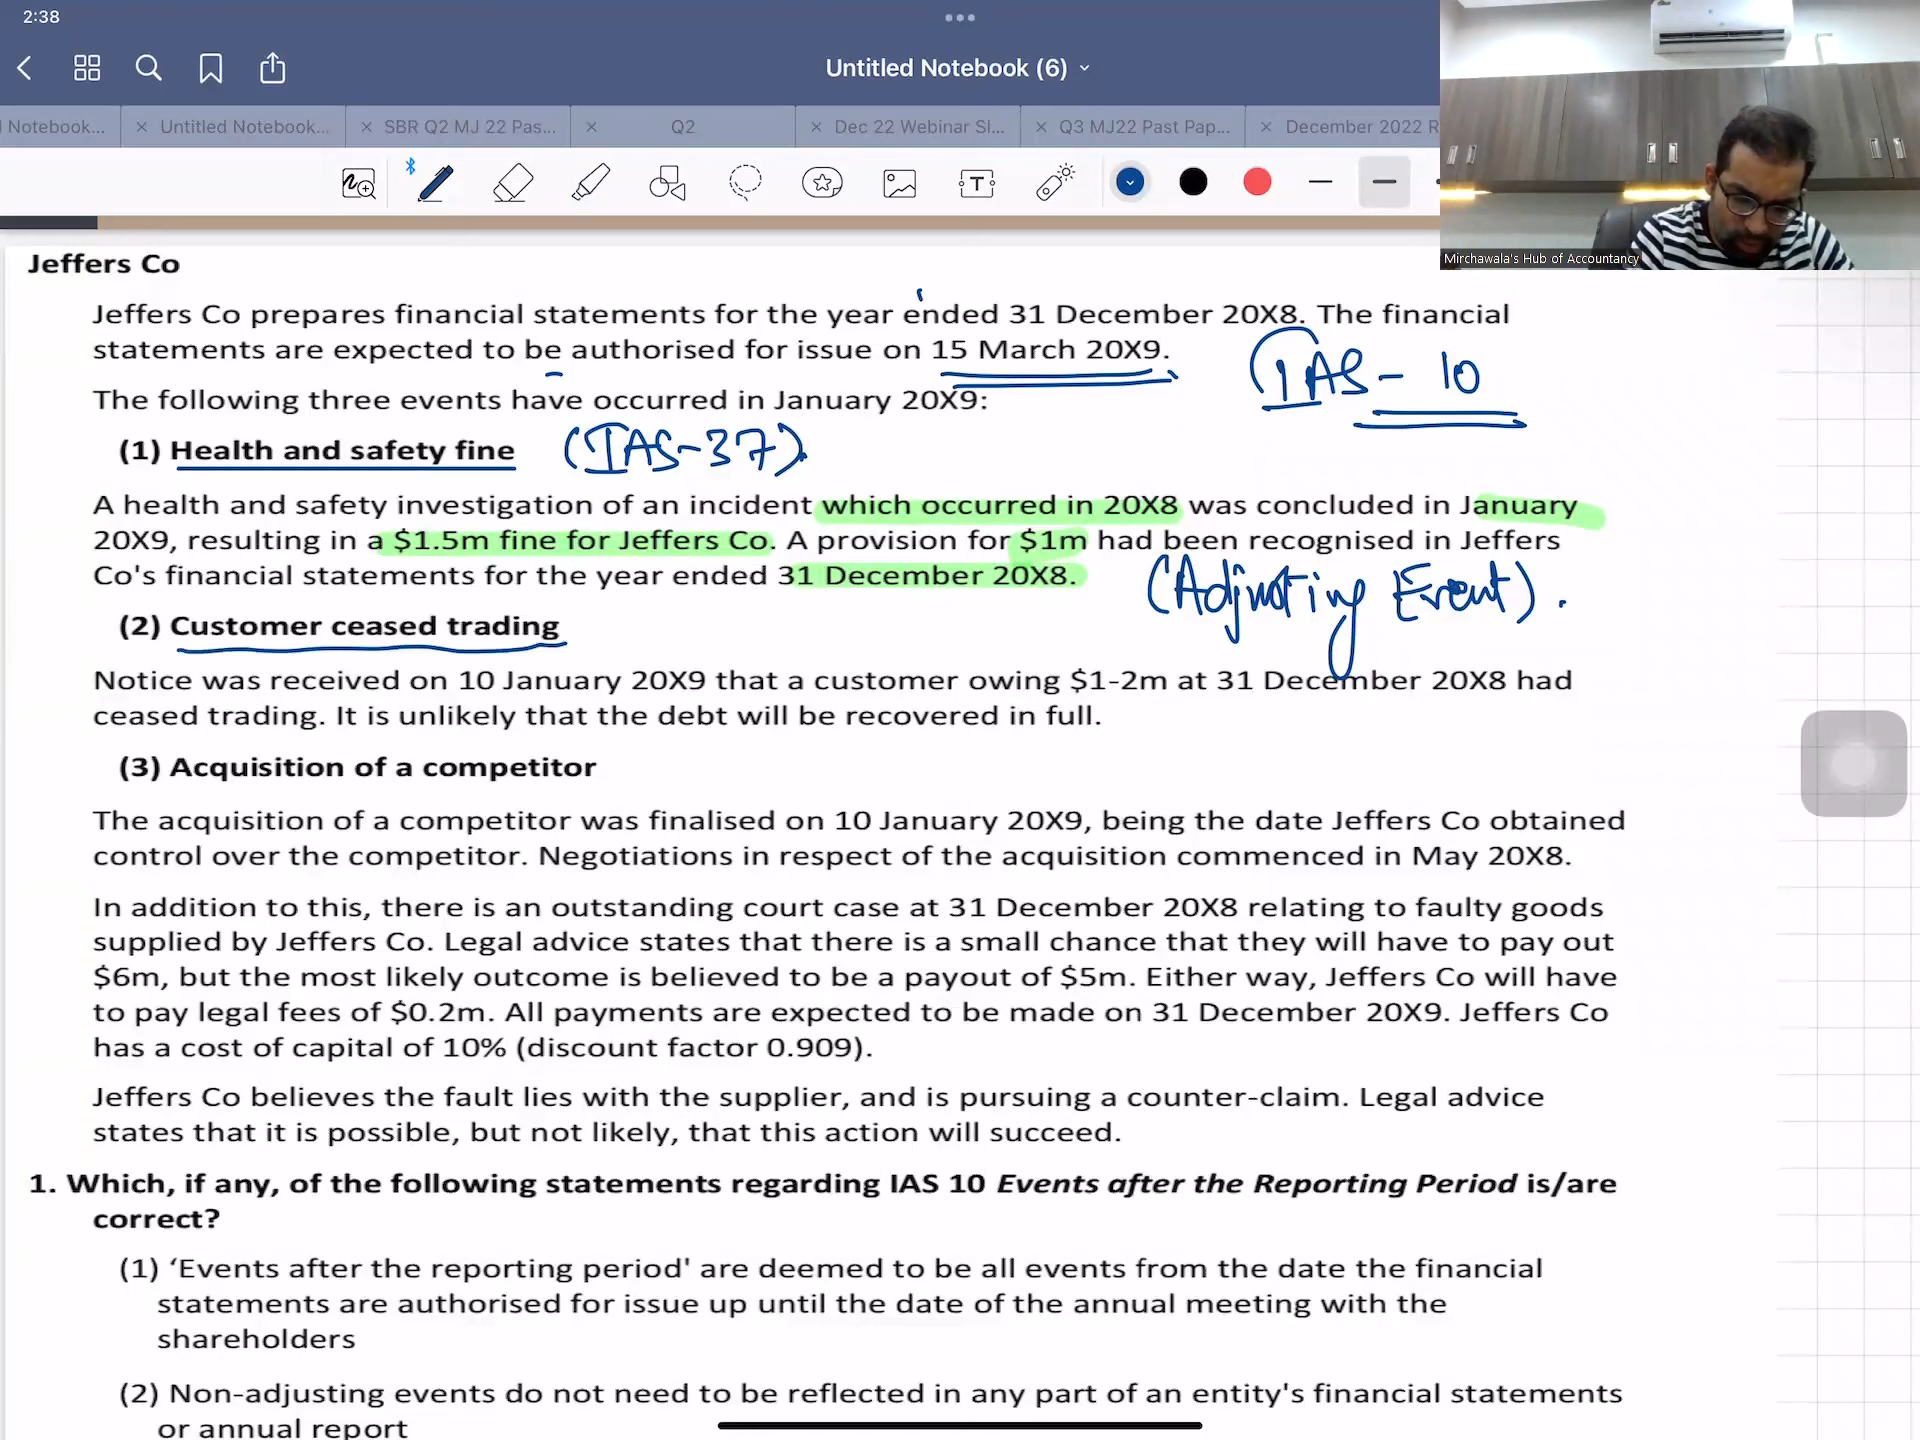 2:38
Untitled Notebook (6)
Notebook... × Untitled Notebook... × SBR Q2 MJ 22 Pas... × Q2 × Dec 22 Webinar Sl... × Q3 MJ22 Past Pap... × December 2022 R
Mirchawala's Hub of Accountancy
Jeffers Co
Jeffers Co prepares financial statements for the year ended 31 December 20X8. The financial
statements are expected to be authorised for issue on 15 March 20X9.
IAS - 10
The following three events have occurred in January 20X9:
(1) Health and safety fine (IAS-37).
A health and safety investigation of an incident which occurred in 20X8 was concluded in January
20X9, resulting in a $1.5m fine for Jeffers Co. A provision for $1m had been recognised in Jeffers
Co's financial statements for the year ended 31 December 20X8.
(Adjusting Event).
(2) Customer ceased trading
Notice was received on 10 January 20X9 that a customer owing $1-2m at 31 December 20X8 had
ceased trading. It is unlikely that the debt will be recovered in full.
(3) Acquisition of a competitor
The acquisition of a competitor was finalised on 10 January 20X9, being the date Jeffers Co obtained
control over the competitor. Negotiations in respect of the acquisition commenced in May 20X8.
In addition to this, there is an outstanding court case at 31 December 20X8 relating to faulty goods
supplied by Jeffers Co. Legal advice states that there is a small chance that they will have to pay out
$6m, but the most likely outcome is believed to be a payout of $5m. Either way, Jeffers Co will have
to pay legal fees of $0.2m. All payments are expected to be made on 31 December 20X9. Jeffers Co
has a cost of capital of 10% (discount factor 0.909).
Jeffers Co believes the fault lies with the supplier, and is pursuing a counter-claim. Legal advice
states that it is possible, but not likely, that this action will succeed.
1. Which, if any, of the following statements regarding IAS 10 Events after the Reporting Period is/are
correct?
(1) ‘Events after the reporting period' are deemed to be all events from the date the financial
statements are authorised for issue up until the date of the annual meeting with the
shareholders
(2) Non-adjusting events do not need to be reflected in any part of an entity's financial statements
or annual report